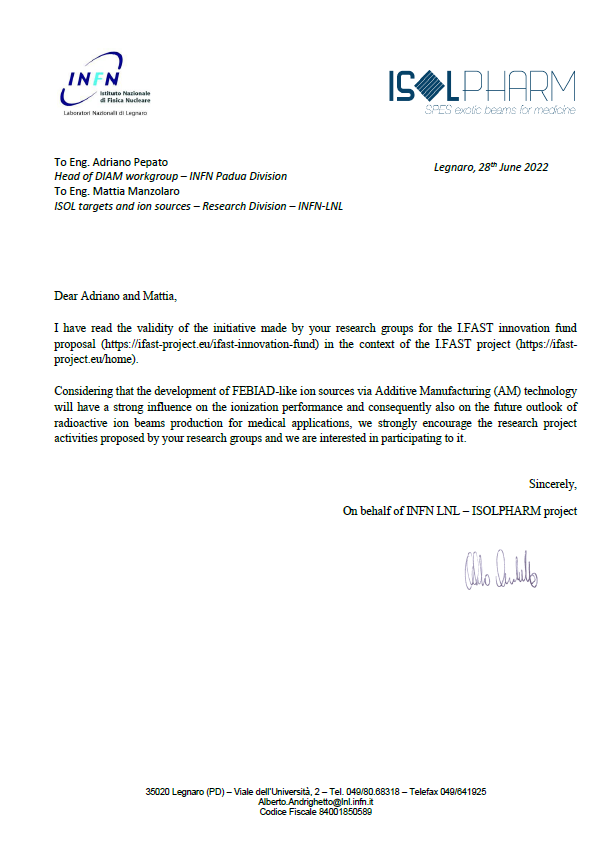 INFN
Istituto Nazionale
di Fisica Nucleare
Laboratori Nazionali di Legnaro
ISOLPHARM
SPES exotic beams for medicine
To Eng. Adriano Pepato
Head of DIAM workgroup – INFN Padua Division
To Eng. Mattia Manzolaro
ISOL targets and ion sources – Research Division – INFN-LNL
Legnaro, 28th June 2022
Dear Adriano and Mattia,
I have read the validity of the initiative made by your research groups for the I.FAST innovation fund
proposal (https://ifast-project.eu/ifast-innovation-fund) in the context of the I.FAST project (https://ifast-
project.eu/home).
Considering that the development of FEBIAD-like ion sources via Additive Manufacturing (AM) technology
will have a strong influence on the ionization performance and consequently also on the future outlook of
radioactive ion beams production for medical applications, we strongly encourage the research project
activities proposed by your research groups and we are interested in participating to it.
Sincerely,
On behalf of INFN LNL – ISOLPHARM project
35020 Legnaro (PD) – Viale dell'Università, 2 – Tel. 049/80.68318 – Telefax 049/641925
Alberto.Andrighetto@lnl.infn.it
Codice Fiscale 84001850589